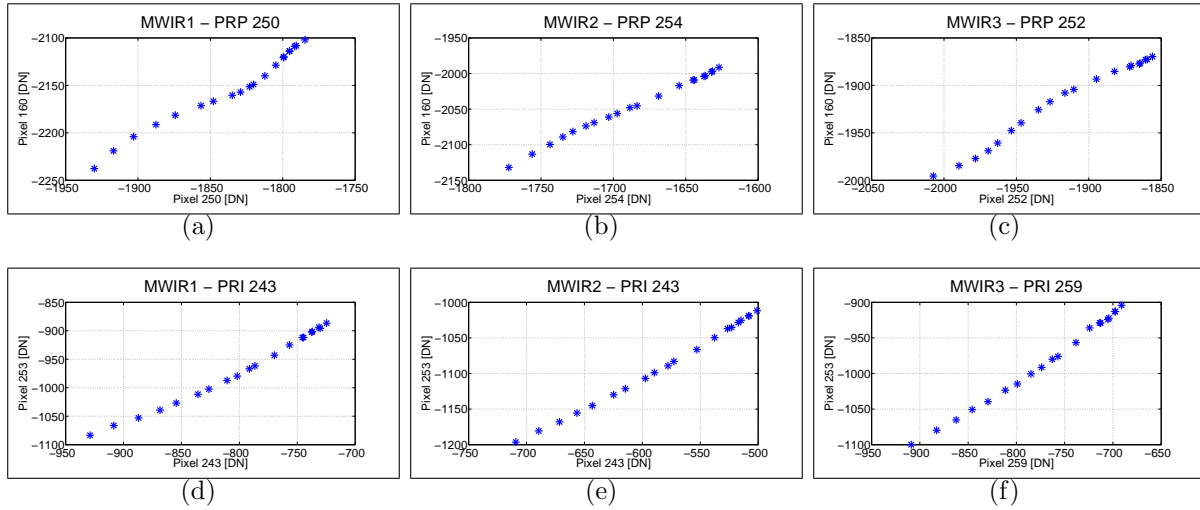 MWIR1 – PRP 250
−2100
−2150
−2200
−2250
−1950
−1900
−1850
−1800
−1750
Pixel 160 [DN]
Pixel 250 [DN]
(a)
MWIR2 – PRP 254
−1950
−2000
−2050
−2100
−2150
−1800
−1750
−1700
−1650
−1600
Pixel 160 [DN]
Pixel 254 [DN]
(b)
MWIR3 – PRP 252
−1850
−1900
−1950
−2000
−2050
−2000
−1950
−1900
−1850
Pixel 160 [DN]
Pixel 252 [DN]
(c)
MWIR1 – PRI 243
−850
−900
−950
−1000
−1050
−1100
−950
−900
−850
−800
−750
−700
Pixel 253 [DN]
Pixel 243 [DN]
(d)
MWIR2 – PRI 243
−1000
−1050
−1100
−1150
−1200
−750
−700
−650
−600
−550
−500
Pixel 253 [DN]
Pixel 243 [DN]
(e)
MWIR3 – PRI 259
−900
−950
−1000
−1050
−1100
−950
−900
−850
−800
−750
−700
−650
Pixel 253 [DN]
Pixel 259 [DN]
(f)